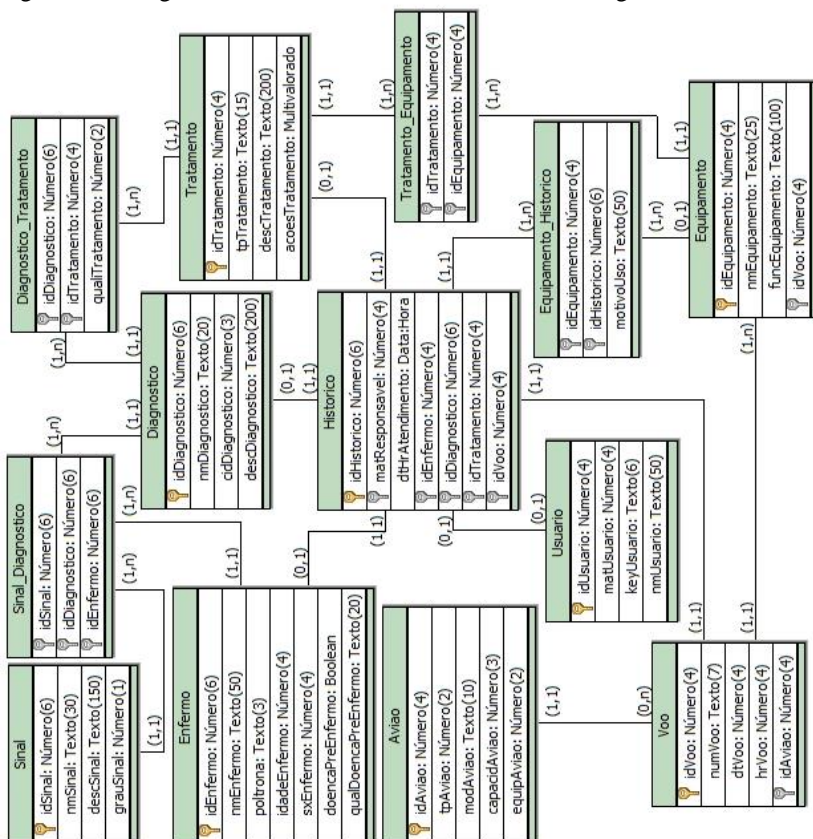 Diagnostico_Tratamento
idDiagnostico: Número(6)
idTratamento: Número(4)
qualiTratamento: Número(2)
(1,n)
(1,1)
(1,n)
(1,1)
Tratamento
idTratamento: Número(4)
tpTratamento: Texto(15)
descTratamento: Texto(200)
acoesTratamento: Multivalorado
(1,1)
(0,1)
(1,n)
Tratamento_Equipamento
idTratamento: Número(4)
idEquipamento: Número(4)
(1,n)
(1,1)
Sinal_Diagnostico
idSinal: Número(6)
idDiagnostico: Número(6)
idEnfermo: Número(6)
(1,n)
(1,1)
(1,n)
(1,n)
Diagnostico
idDiagnostico: Número(6)
nmDiagnostico: Texto(20)
cidDiagnostico: Número(3)
descDiagnostico: Texto(200)
(0,1)
(1,1)
Historico
idHistorico: Número(6)
matResponsavel: Número(4)
dtHrAtendimento: Data:Hora
idEnfermo: Número(4)
idDiagnostico: Número(6)
idTratamento: Número(4)
idVoo: Número(4)
(1,1)
(1,1)
(1,1)
(1,1)
(0,1)
Equipamento_Historico
idEquipamento: Número(4)
idHistorico: Número(6)
motivoUso: Texto(50)
(1,n)
(1,n)
(0,1)
Equipamento
idEquipamento: Número(4)
nmEquipamento: Texto(25)
funcEquipamento: Texto(100)
idVoo: Número(4)
(1,n)
Sinal
idSinal: Número(6)
nmSinal: Texto(30)
descSinal: Texto(150)
grauSinal: Número(1)
(1,1)
Enfermo
idEnfermo: Número(6)
nmEnfermo: Texto(50)
poltrona: Texto(3)
idadeEnfermo: Número(4)
sxEnfermo: Número(4)
doencaPreEnfermo: Boolean
qualDoencaPreEnfermo: Texto(20)
(1,1)
(0,1)
Usuario
idUsuario: Número(4)
matUsuario: Número(4)
keyUsuario: Texto(6)
nmUsuario: Texto(50)
(0,1)
Aviao
idAviao: Número(4)
tpAviao: Número(2)
modAviao: Texto(10)
capacidAviao: Número(3)
equipAviao: Número(2)
(1,1)
(0,n)
Voo
idVoo: Número(4)
numVoo: Texto(7)
dtVoo: Número(4)
hrVoo: Número(4)
idAviao: Número(4)
(1,1)
(1,1)